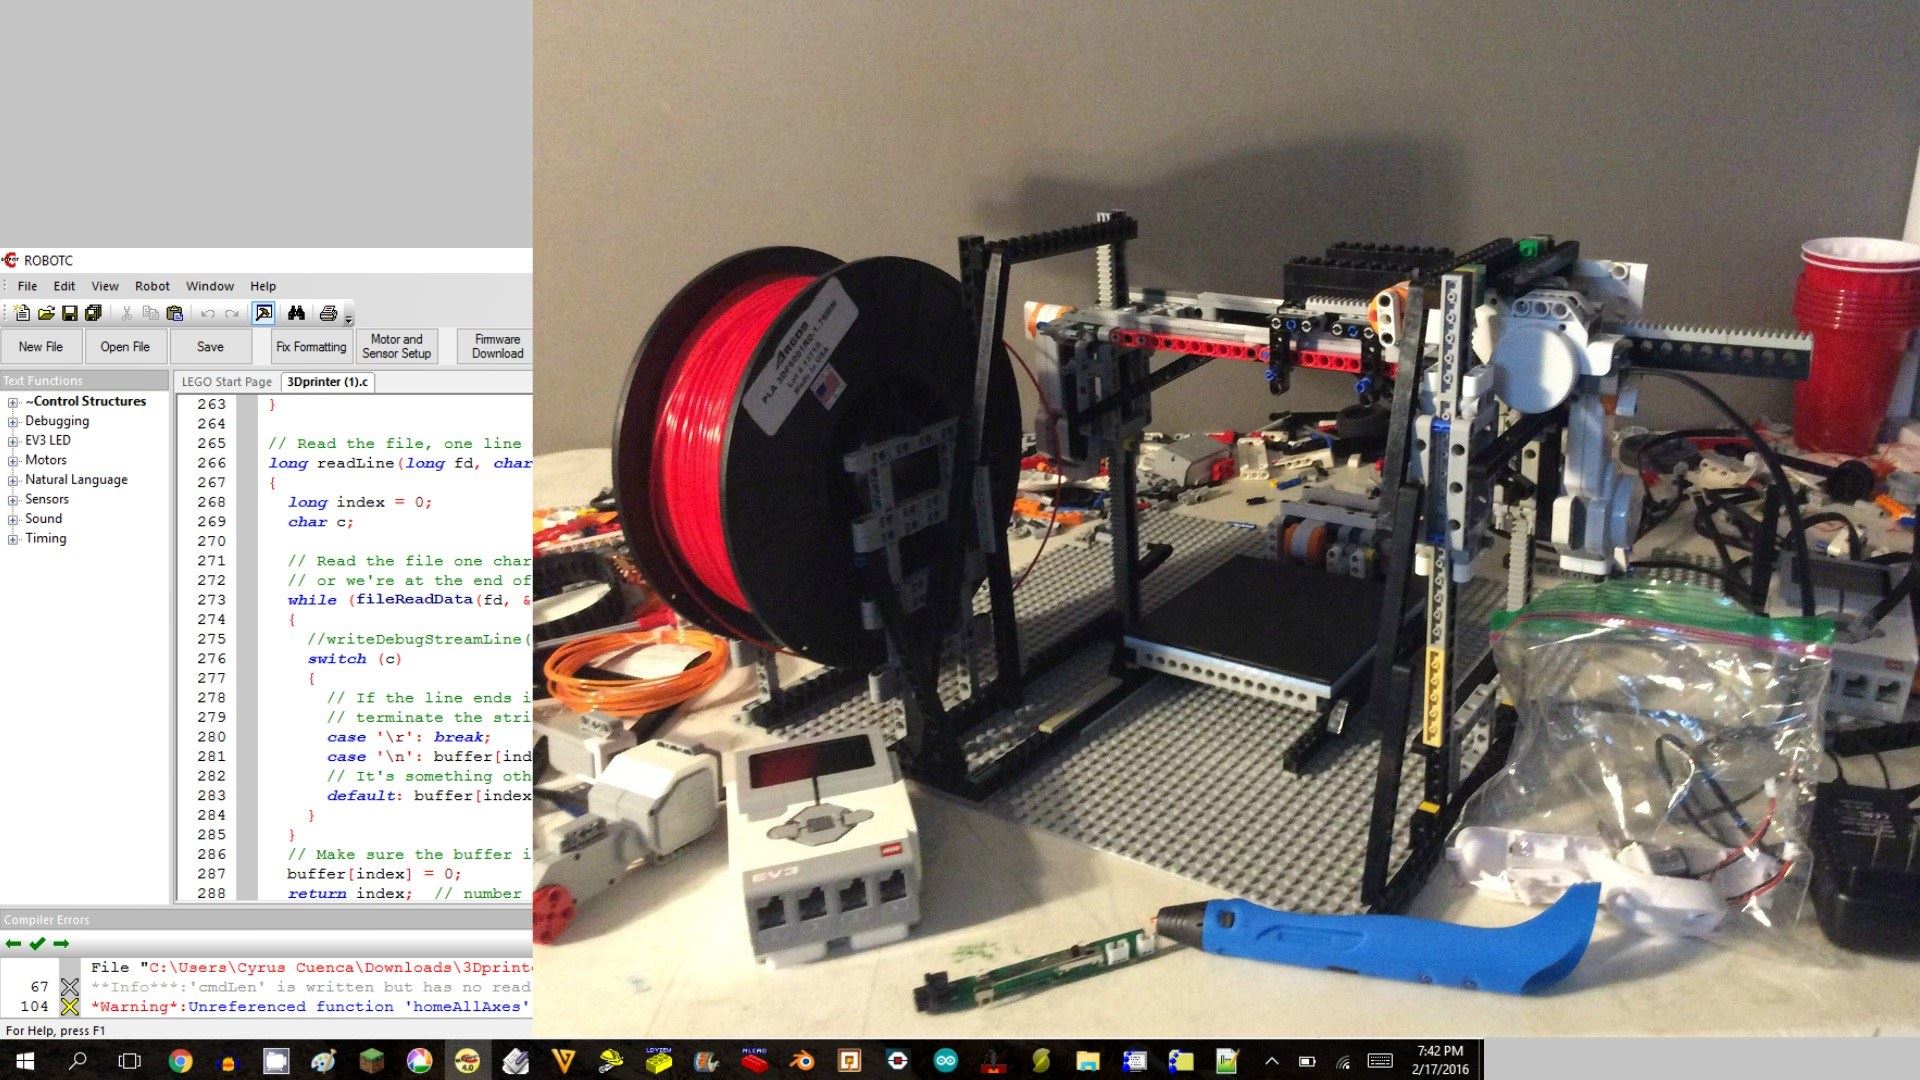 ROBOTC
File Edit View Robot Window Help
New File Open File Save Fix Formatting Motor and Sensor Setup Firmware Download
Text Functions
~Control Structures
Debugging
EV3 LED
Motors
Natural Language
Sensors
Sound
Timing
LEGO Start Page 3Dprinter (1).c
263 }
264
265 // Read the file, one line
266 long readLine(long fd, char
267 {
268 long index = 0;
269 char c;
270
271 // Read the file one char
272 // or we're at the end of
273 while (fileReadData(fd, &
274 {
275 //writeDebugStreamLine(
276 switch (c)
277 {
278 // If the line ends i
279 // terminate the stri
280 case '\r': break;
281 case '\n': buffer[ind
282 // It's something oth
283 default: buffer[index
284 }
285 }
286 // Make sure the buffer i
287 buffer[index] = 0;
288 return index; // number
Compiler Errors
File "C:\Users\Cyrus Cuenca\Downloads\3Dprint
67 **Info***:'cmdLen' is written but has no read
104 *Warning*:Unreferenced function 'homeAllAxes'
For Help, press F1
Made in USA
EV3
4.0
LDVIEW
MLCAD
7:42 PM
2/17/2016